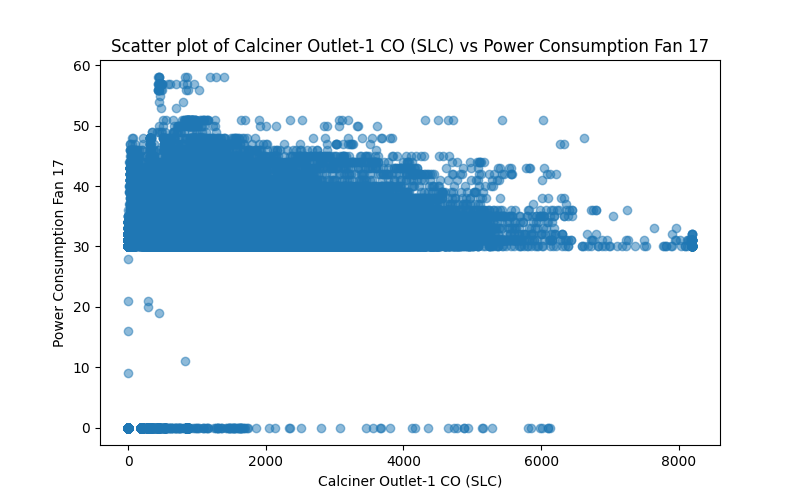 Scatter plot of Calciner Outlet-1 CO (SLC) vs Power Consumption Fan 17
60
50
40
30
20
10
0
Power Consumption Fan 17
0 2000 4000 6000 8000
Calciner Outlet-1 CO (SLC)